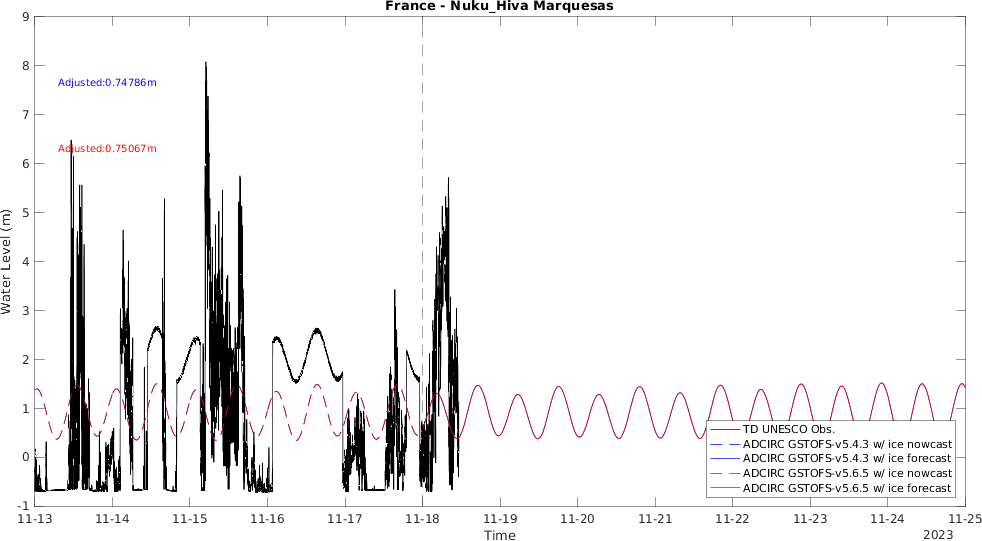 France - Nuku_Hiva Marquesas
9
8
7
6
5
4
3
2
1
0
-1
Water Level (m)
Adjusted:0.74786m
Adjusted:0.75067m
TD UNESCO Obs.
ADCIRC GSTOFS-v5.4.3 w/ ice nowcast
ADCIRC GSTOFS-v5.4.3 w/ ice forecast
ADCIRC GSTOFS-v5.6.5 w/ ice nowcast
ADCIRC GSTOFS-v5.6.5 w/ ice forecast
11-13 11-14 11-15 11-16 11-17 11-18 11-19 11-20 11-21 11-22 11-23 11-24 11-25
Time
2023